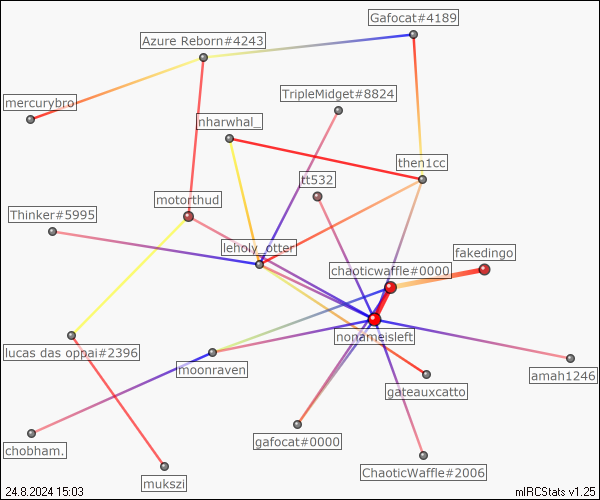 Gafocat#4189
Azure Reborn#4243
TripleMidget#8824
mercurybro
nharwhal_
then1cc
tt532
motorthud
Thinker#5995
leholy_otter
fakedingo
chaoticwaffle#0000
nonameisleft
lucas das oppai#2396
moonraven
amah1246
gateauxcatto
gafocat#0000
chobham.
ChaoticWaffle#2006
mukszi
24.8.2024 15:03
mIRCStats v1.25